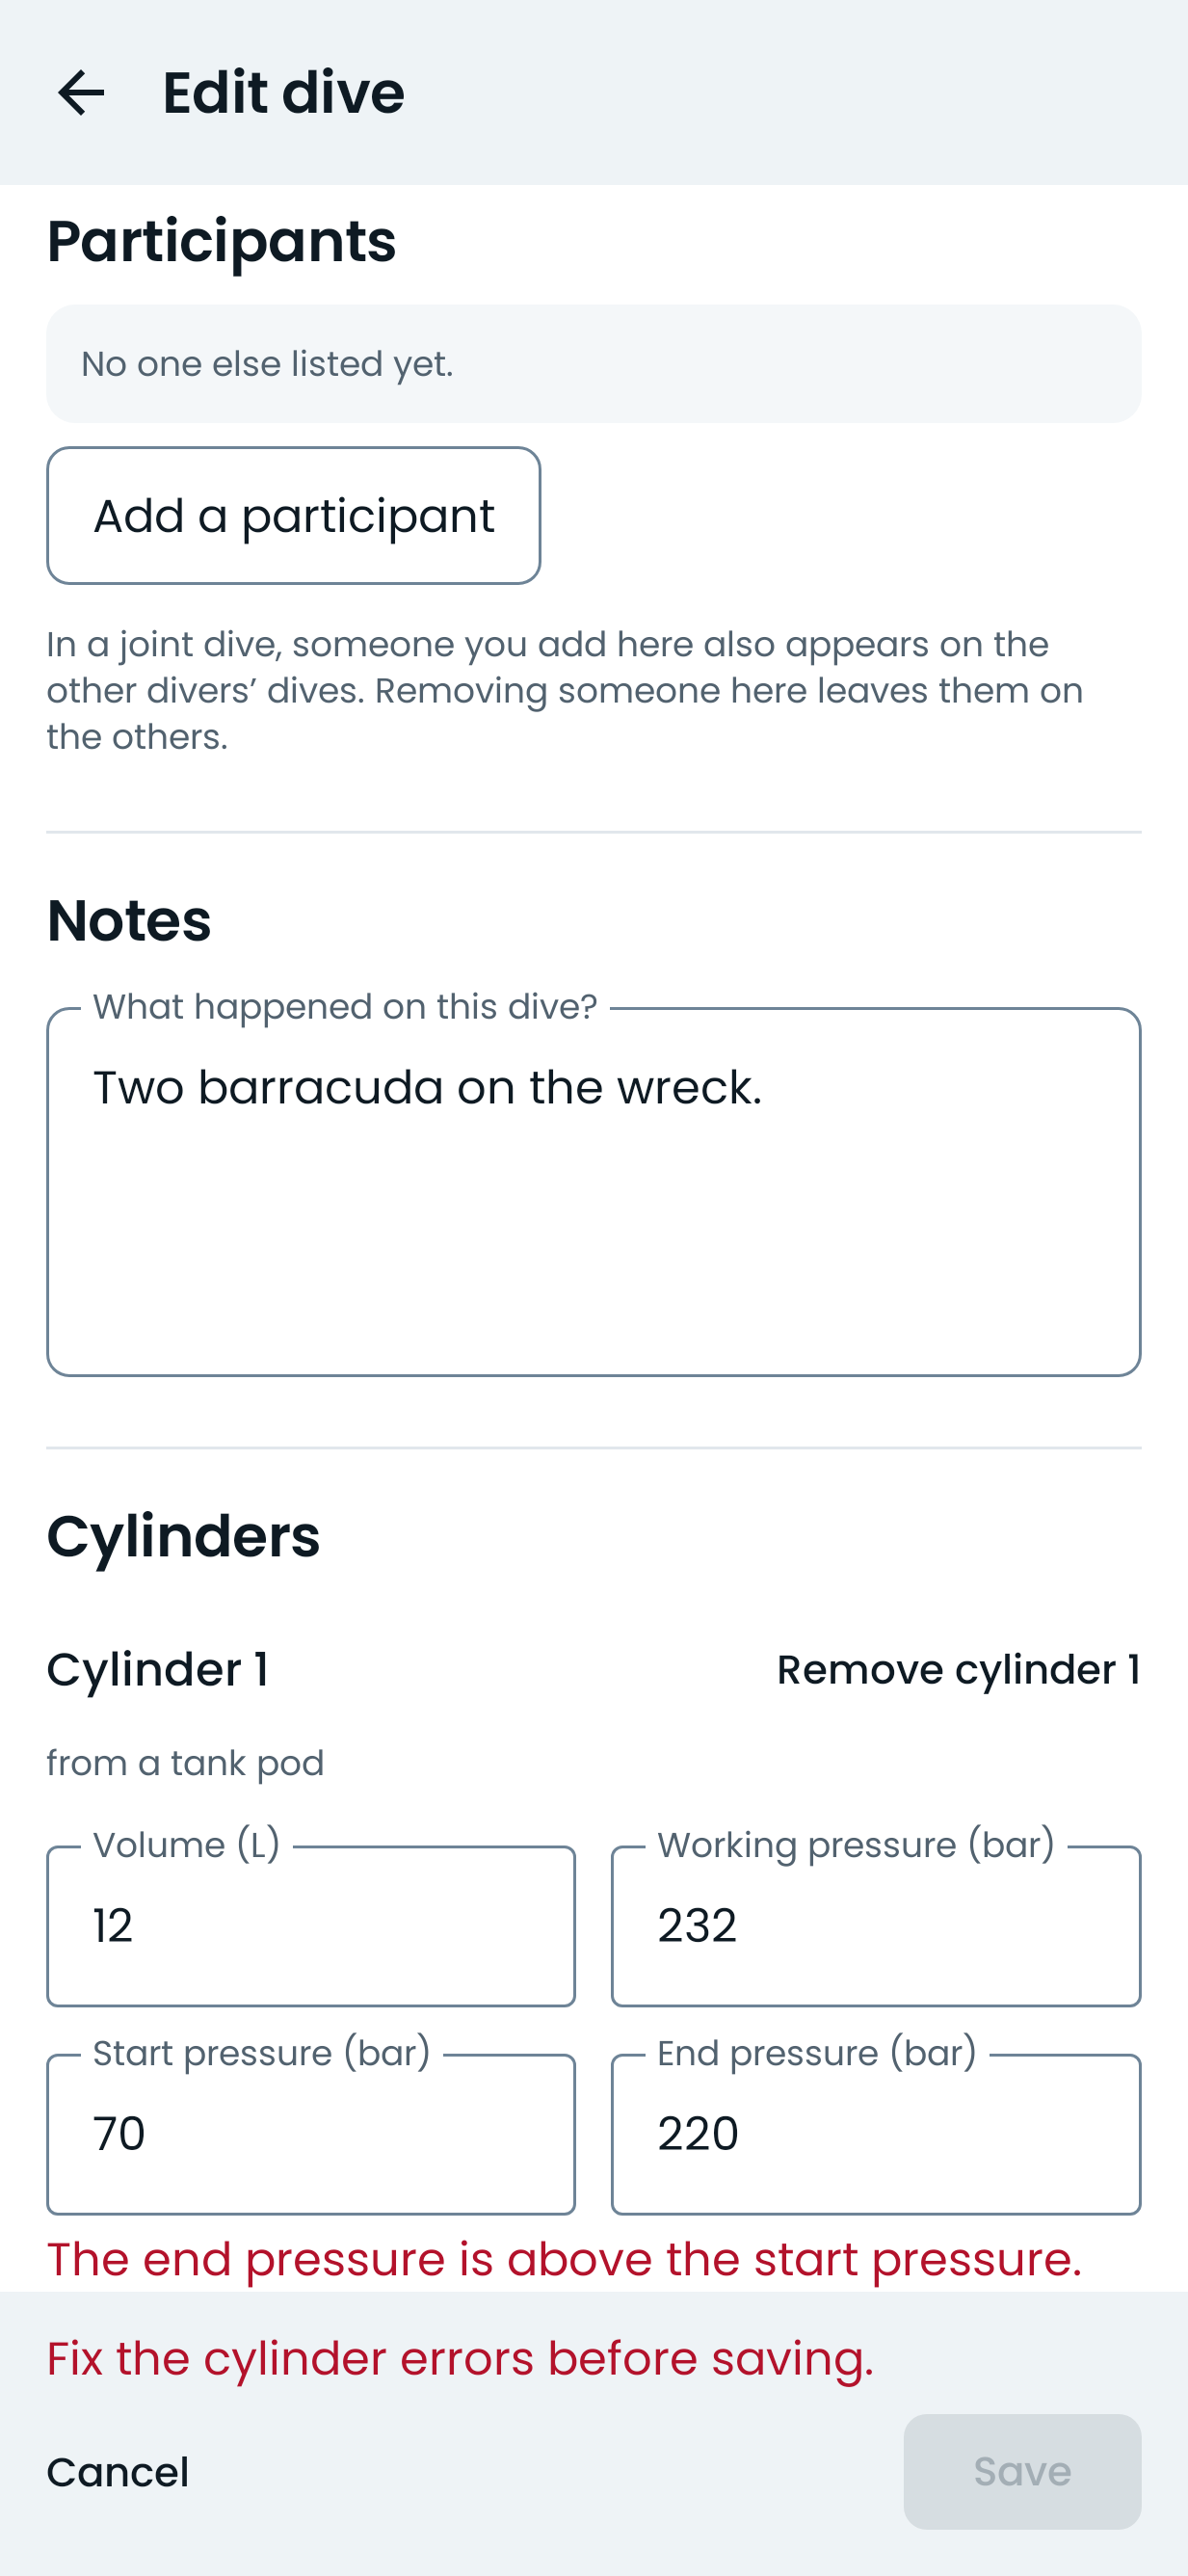 Edit dive
Participants
No one else listed yet.
Add a participant
In a joint dive, someone you add here also appears on the
other divers’ dives. Removing someone here leaves them on
the others.
Notes
What happened on this dive?
Two barracuda on the wreck.
Cylinders
Cylinder 1
Remove cylinder 1
from a tank pod
Volume (L)
12
Working pressure (bar)
232
Start pressure (bar)
70
End pressure (bar)
220
The end pressure is above the start pressure.
Fix the cylinder errors before saving.
Cancel
Save